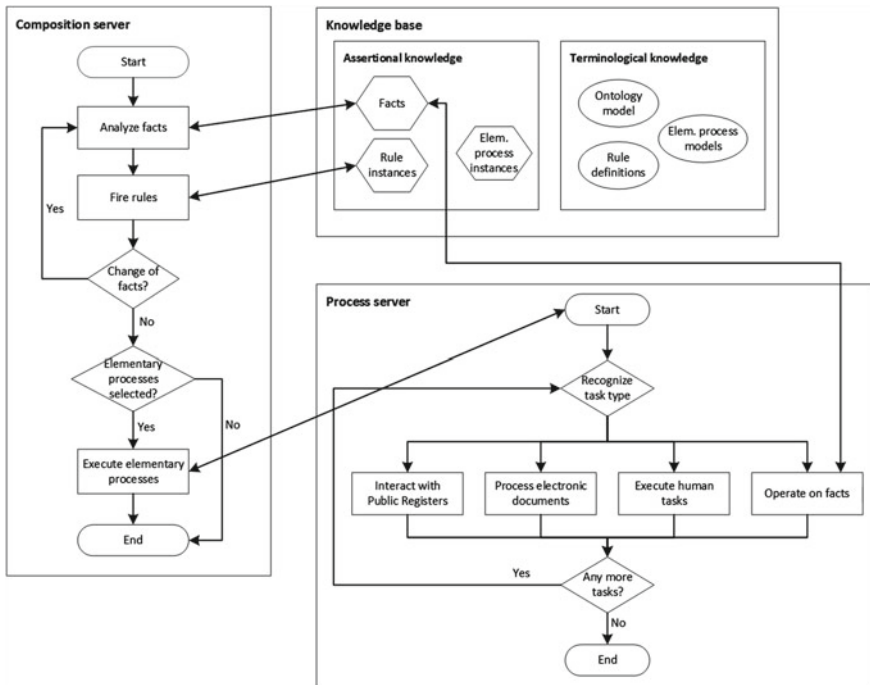 Composition server
Start
Analyze facts
Fire rules
Yes
Change of
facts?
No
Elementary
processes
selected?
Yes
No
Execute elementary
processes
End
Knowledge base
Assertional knowledge
Facts
Rule
instances
Elem.
process
instances
Terminological knowledge
Ontology
model
Elem. process
models
Rule
definitions
Process server
Start
Recognize
task type
Interact with
Public Registers
Process electronic
documents
Execute human
tasks
Operate on facts
Yes
Any more
tasks?
No
End